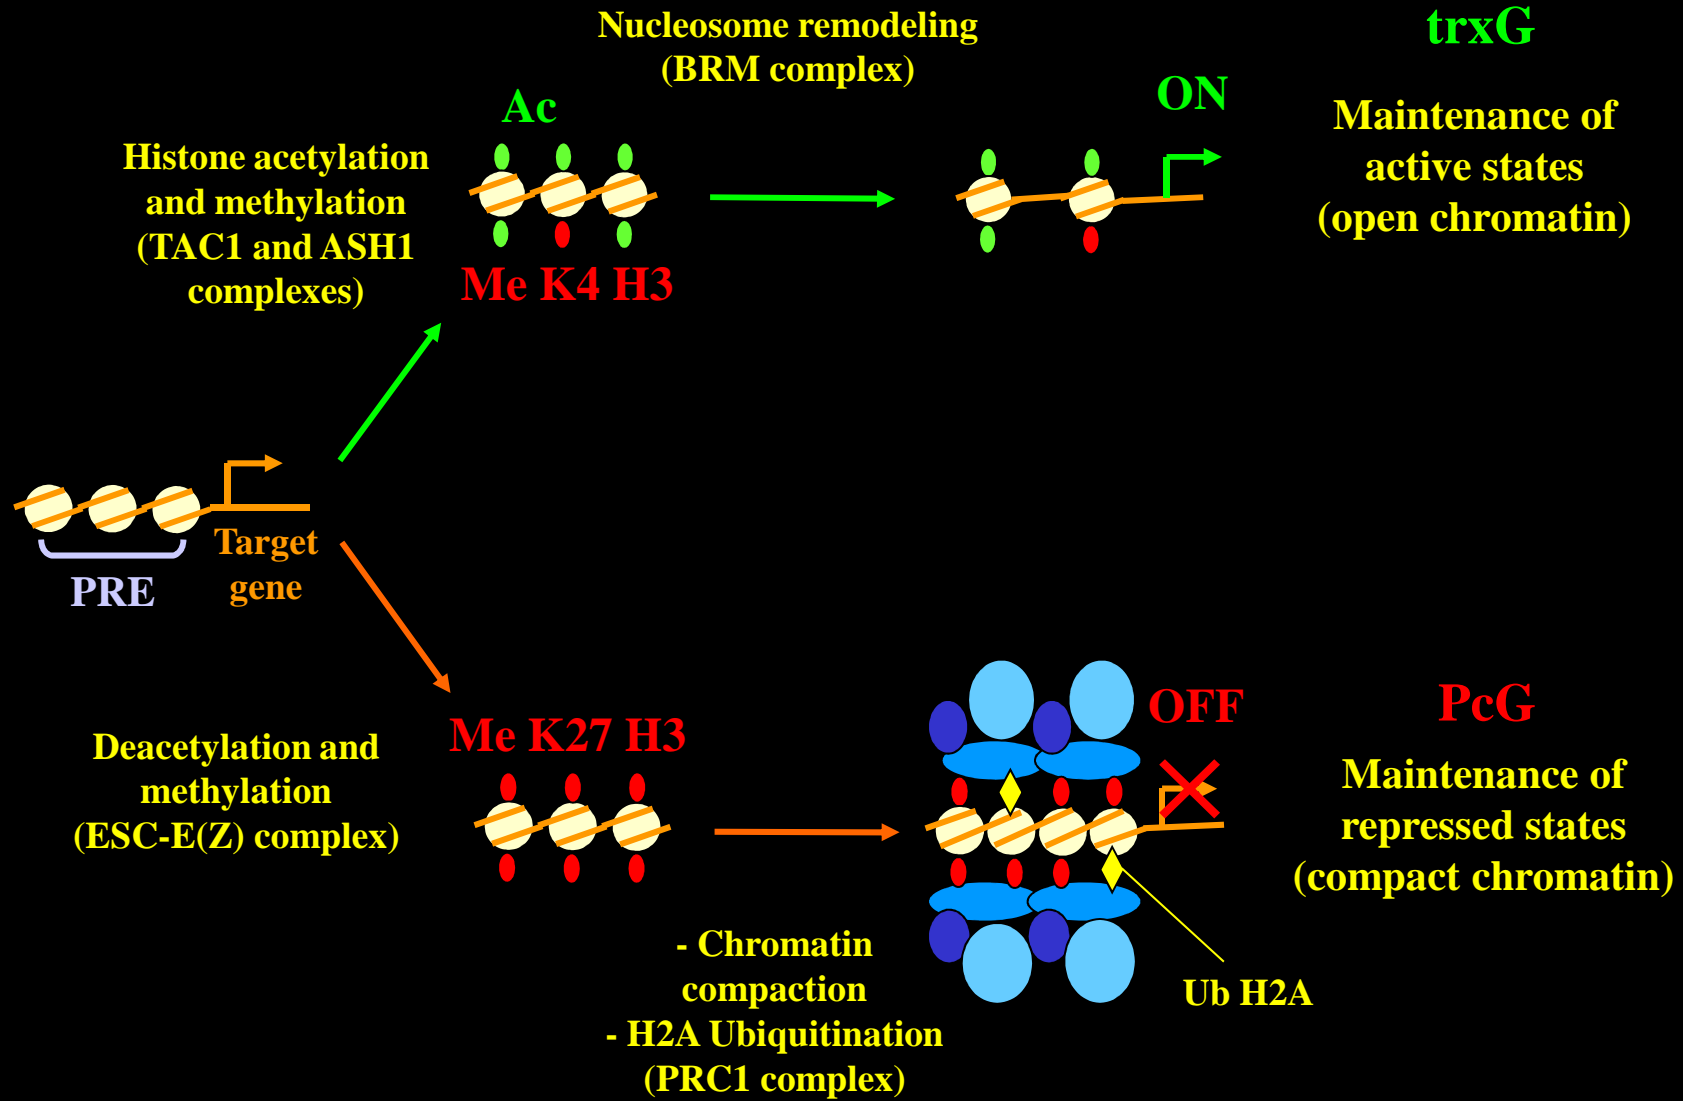 Nucleosome remodeling
(BRM complex)
trxG
ON
Maintenance of
active states
(open chromatin)
Ac
Histone acetylation
and methylation
(TAC1 and ASH1
complexes)
Me K4 H3
Target
gene
PRE
Me K27 H3
Deacetylation and
methylation
(ESC-E(Z) complex)
OFF
PcG
Maintenance of
repressed states
(compact chromatin)
- Chromatin
compaction
- H2A Ubiquitination
(PRC1 complex)
Ub H2A